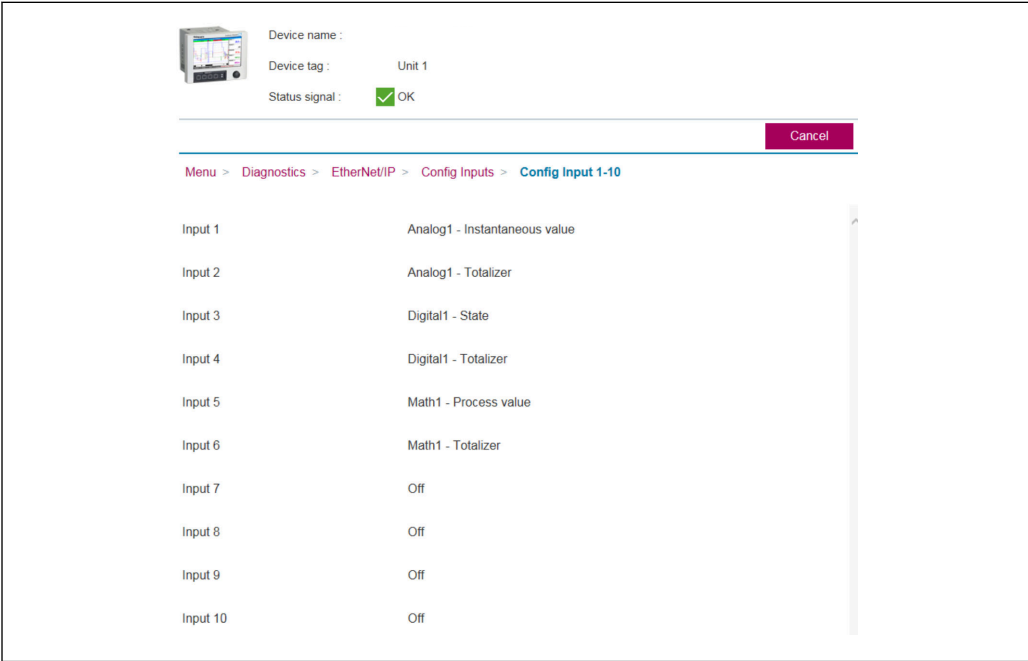 Device name :
Device tag : Unit 1
Status signal : OK
Cancel
Menu > Diagnostics > EtherNet/IP > Config Inputs > Config Input 1-10
Input 1 Analog1 - Instantaneous value
Input 2 Analog1 - Totalizer
Input 3 Digital1 - State
Input 4 Digital1 - Totalizer
Input 5 Math1 - Process value
Input 6 Math1 - Totalizer
Input 7 Off
Input 8 Off
Input 9 Off
Input 10 Off